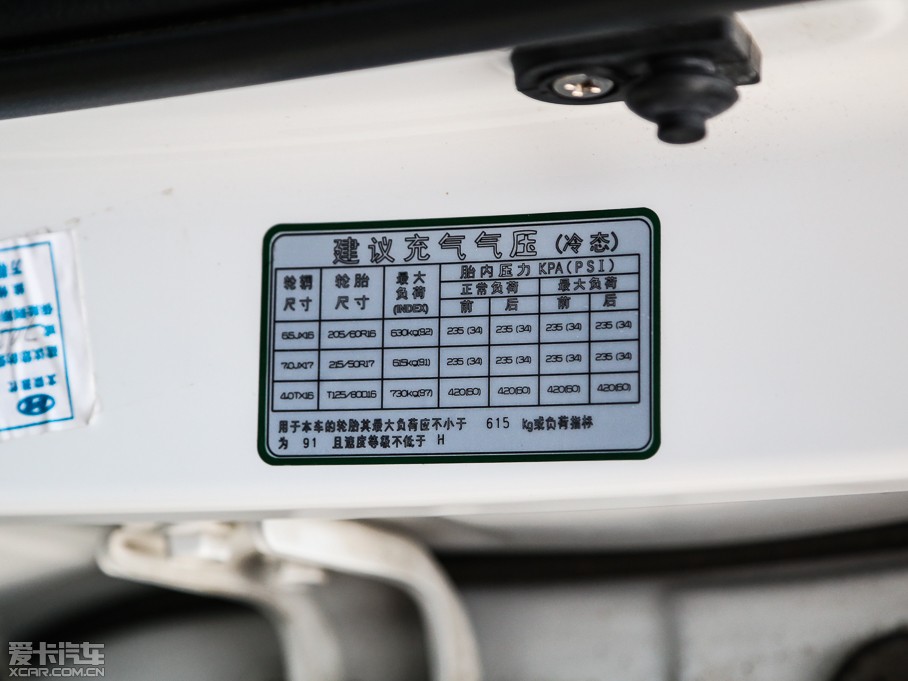 建议充气气压 (冷态)
轮辋尺寸 轮胎尺寸 最大负荷(INDEX) 胎内压力 KPA(PSI)
正常负荷 最大负荷
前 后 前 后
6.5JX16 205/60R16 630kg(92) 235 (34) 235 (34) 235 (34) 235 (34)
7.0JX17 215/50R17 615kg(91) 235 (34) 235 (34) 235 (34) 235 (34)
4.0TX16 T125/80D16 730kg(97) 420(60) 420(60) 420(60) 420(60)
用于本车的轮胎其最大负荷应不小于 615 kg或负荷指标
为 91 且速度等级不低于 H
爱卡汽车
XCAR.COM.CN